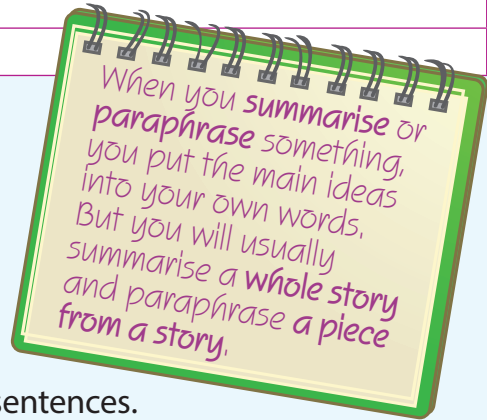 When you summarise or
paraphrase something,
you put the main ideas
into your own words.
But you will usually
summarise a whole story
and paraphrase a piece
from a story.
sentences.